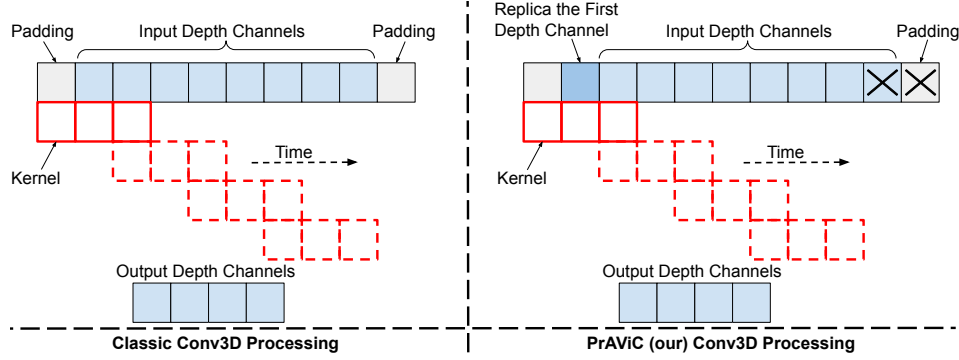 Padding
Input Depth Channels
Padding
Kernel
Time
Output Depth Channels
Classic Conv3D Processing
Replica the First
Depth Channel
Input Depth Channels
Padding
Kernel
Time
Output Depth Channels
PrAViC (our) Conv3D Processing